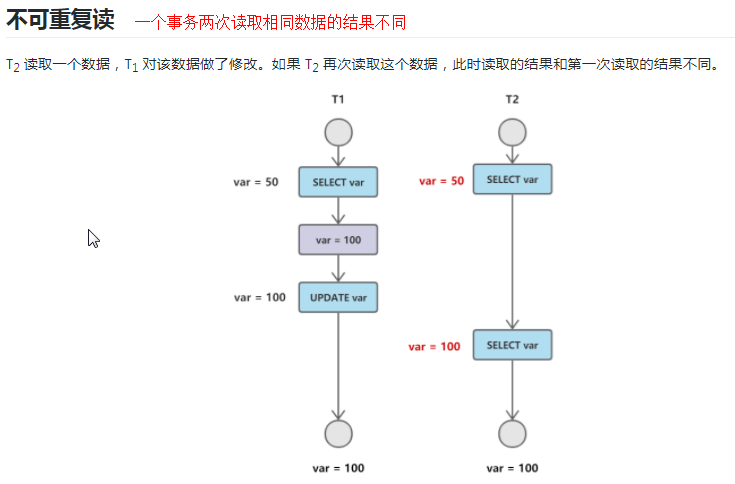 不可重复读 一个事务两次读取相同数据的结果不同
T2 读取一个数据，T1 对该数据做了修改。如果 T2 再次读取这个数据，此时读取的结果和第一次读取的结果不同。
T1 T2
var = 50 SELECT var var = 50 SELECT var
var = 100
var = 100 UPDATE var
var = 100 SELECT var
var = 100 var = 100